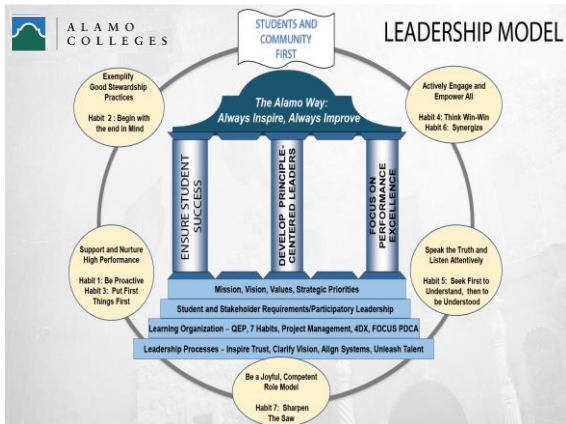 ALAMO
COLLEGES
STUDENTS AND
COMMUNITY
FIRST
LEADERSHIP MODEL
Exemplify
Good Stewardship
Practices
Habit 2 : Begin with
the end in Mind
The Alamo Way:
Always Inspire, Always Improve
Actively Engage and
Empower All
Habit 4: Think Win-Win
Habit 6: Synergize
ENSURE STUDENT
SUCCESS
DEVELOP PRINCIPLE-
CENTERED LEADERS
FOCUS ON
PERFORMANCE
EXCELLENCE
Support and Nurture
High Performance
Habit 1: Be Proactive
Habit 3: Put First
Things First
Speak the Truth and
Listen Attentively
Habit 5: Seek First to
Understand, then to
be Understood
Mission, Vision, Values, Strategic Priorities
Student and Stakeholder Requirements/Participatory Leadership
Learning Organization – QEP, 7 Habits, Project Management, 4DX, FOCUS PDCA
Leadership Processes – Inspire Trust, Clarify Vision, Align Systems, Unleash Talent
Be a Joyful, Competent
Role Model
Habit 7: Sharpen
The Saw